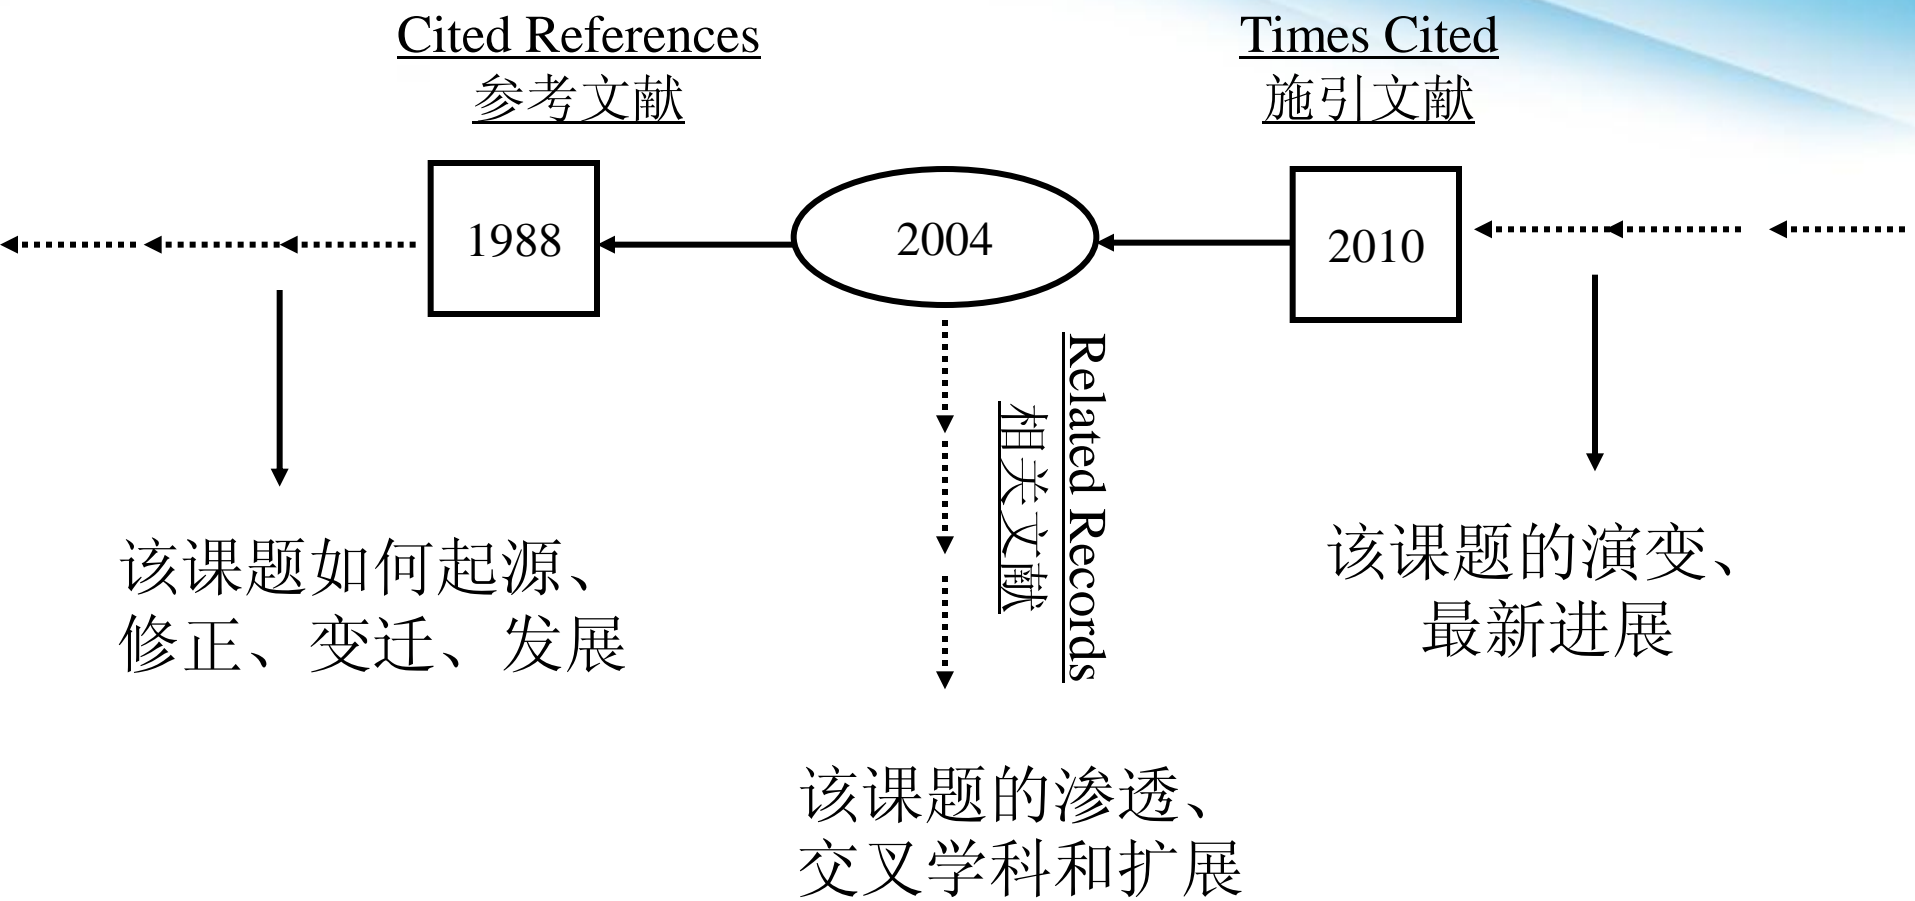 Cited References
参考文献
Times Cited
施引文献
1988
2004
2010
Related Records
相关文献
该课题如何起源、
修正、变迁、发展
该课题的演变、
最新进展
该课题的渗透、
交叉学科和扩展